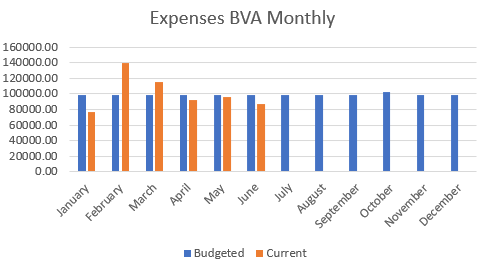 Expenses BVA Monthly
160000.00
140000.00
120000.00
100000.00
80000.00
60000.00
40000.00
20000.00
0.00
January
February
March
April
May
June
July
August
September
October
November
December
Budgeted
Current